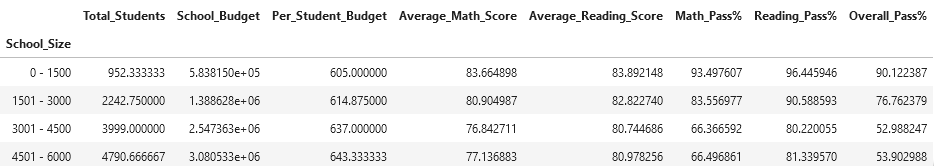 Total_Students School_Budget Per_Student_Budget Average_Math_Score Average_Reading_Score Math_Pass% Reading_Pass% Overall_Pass%
School_Size
0 - 1500 952.333333 5.838150e+05 605.000000 83.664898 83.892148 93.497607 96.445946 90.122387
1501 - 3000 2242.750000 1.388628e+06 614.875000 80.904987 82.822740 83.556977 90.588593 76.762379
3001 - 4500 3999.000000 2.547363e+06 637.000000 76.842711 80.744686 66.366592 80.220055 52.988247
4501 - 6000 4790.666667 3.080533e+06 643.333333 77.136883 80.978256 66.496861 81.339570 53.902988